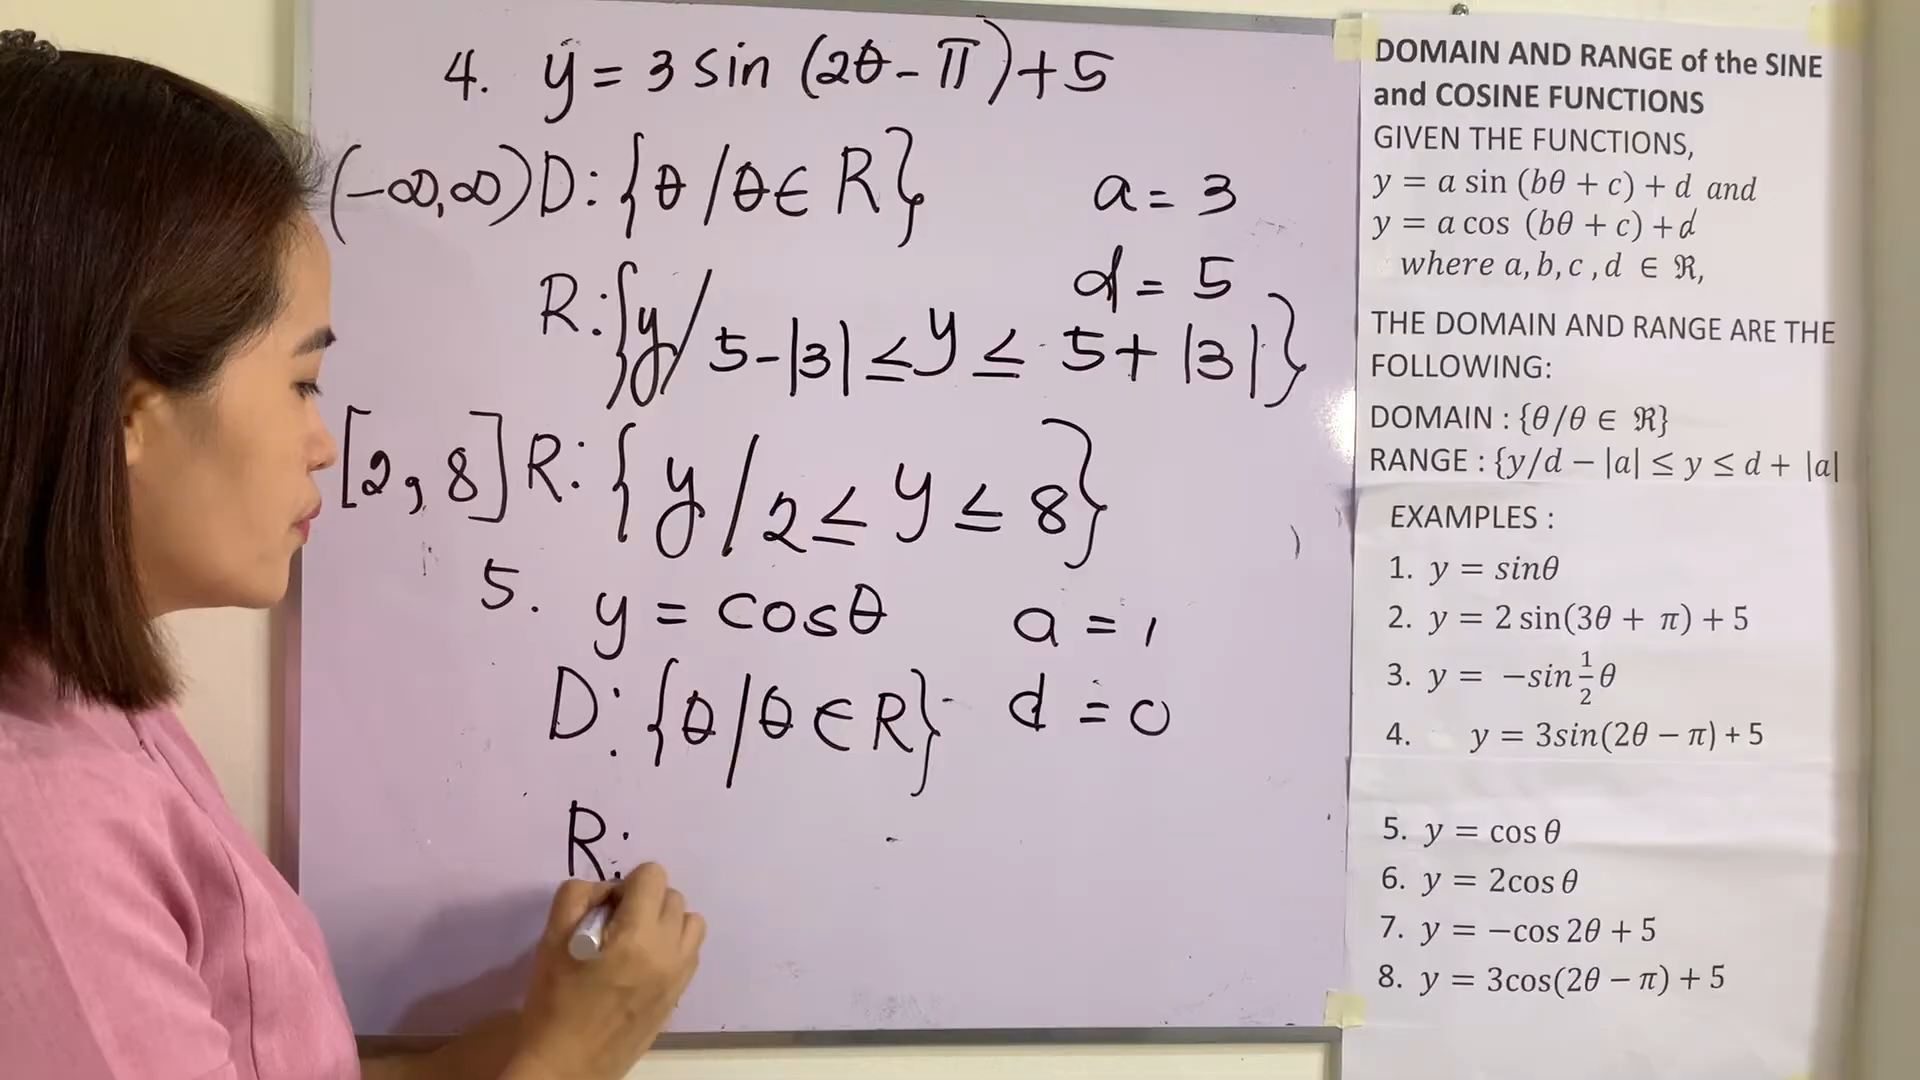 4. y = 3 sin (2θ - π) + 5
(-∞,∞) D: {θ / θ ∈ R}
a = 3
d = 5
R: {y / 5 - |3| ≤ y ≤ 5 + |3|}
[2, 8] R: {y / 2 ≤ y ≤ 8}
5. y = cosθ
a = 1
D: {θ / θ ∈ R}
d = 0
R:
DOMAIN AND RANGE of the SINE
and COSINE FUNCTIONS
GIVEN THE FUNCTIONS,
y = a sin (bθ + c) + d and
y = a cos (bθ + c) + d
where a, b, c , d ∈ ℜ,
THE DOMAIN AND RANGE ARE THE
FOLLOWING:
DOMAIN : {θ/θ ∈ ℜ}
RANGE : {y/d − |a| ≤ y ≤ d + |a|
EXAMPLES :
1. y = sinθ
2. y = 2 sin(3θ + π) + 5
3. y = −sin 1/2 θ
4. y = 3sin(2θ − π) + 5
5. y = cos θ
6. y = 2cos θ
7. y = −cos 2θ + 5
8. y = 3cos(2θ − π) + 5